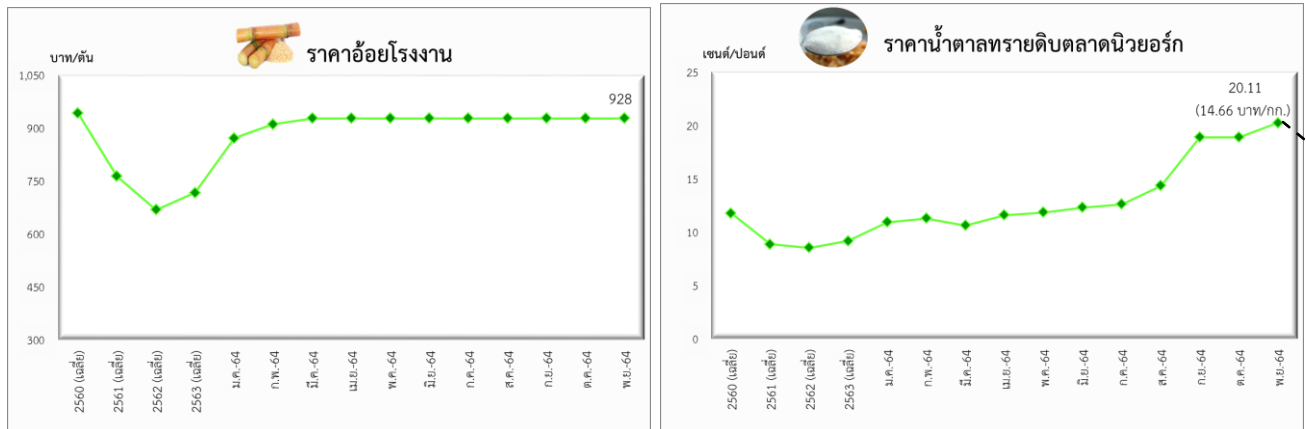 ราคาอ้อยโรงงาน
บาท/ตัน
1,050
900
750
600
450
300
928
2560 (เฉลี่ย)
2561 (เฉลี่ย)
2562 (เฉลี่ย)
2563 (เฉลี่ย)
ม.ค.-64
ก.พ.-64
มี.ค.-64
เม.ย.-64
พ.ค.-64
มิ.ย.-64
ก.ค.-64
ส.ค.-64
ก.ย.-64
ต.ค.-64
พ.ย.-64
ราคาน้ำตาลทรายดิบตลาดนิวยอร์ก
เซนต์/ปอนด์
25
20
15
10
5
0
20.11
(14.66 บาท/กก.)
2560 (เฉลี่ย)
2561 (เฉลี่ย)
2562 (เฉลี่ย)
2563 (เฉลี่ย)
ม.ค.-64
ก.พ.-64
มี.ค.-64
เม.ย.-64
พ.ค.-64
มิ.ย.-64
ก.ค.-64
ส.ค.-64
ก.ย.-64
ต.ค.-64
พ.ย.-64